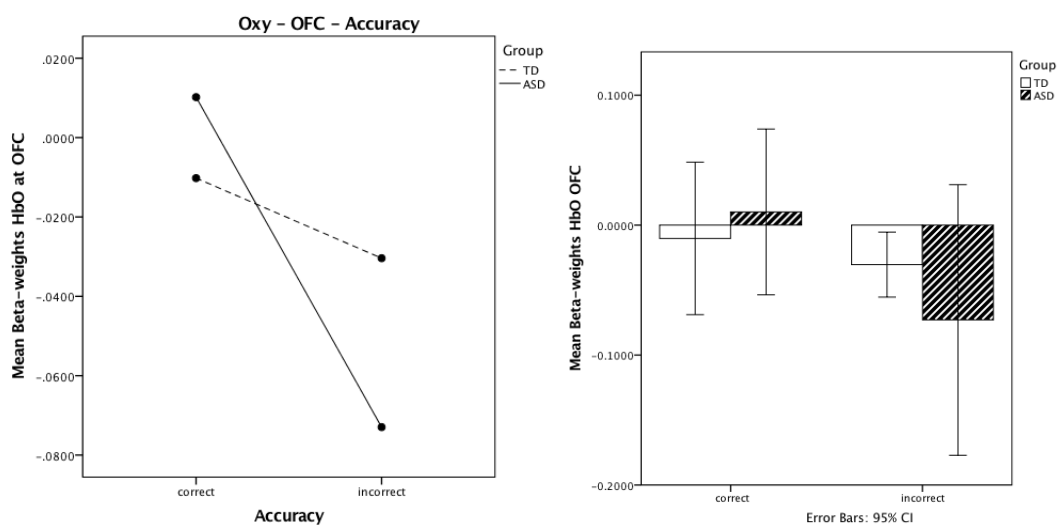 Oxy – OFC – Accuracy
Group
TD
ASD
Mean Beta-weights HbO at OFC
.0200
.0000
-.0200
-.0400
-.0600
-.0800
correct
incorrect
Accuracy
Group
TD
ASD
Mean Beta-weights HbO OFC
0.1000
0.0000
-0.1000
-0.2000
correct
incorrect
Error Bars: 95% CI